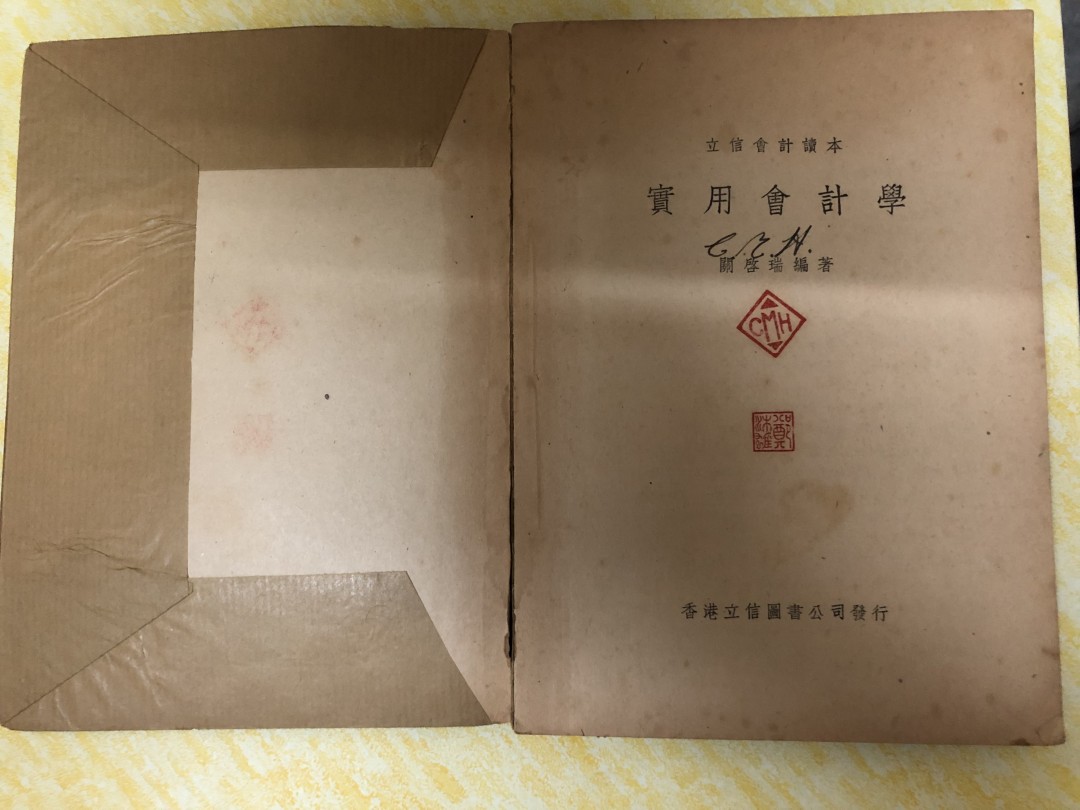 立信會計讀本
實用會計學
關啓瑞編著
CMH
香港立信圖書公司發行